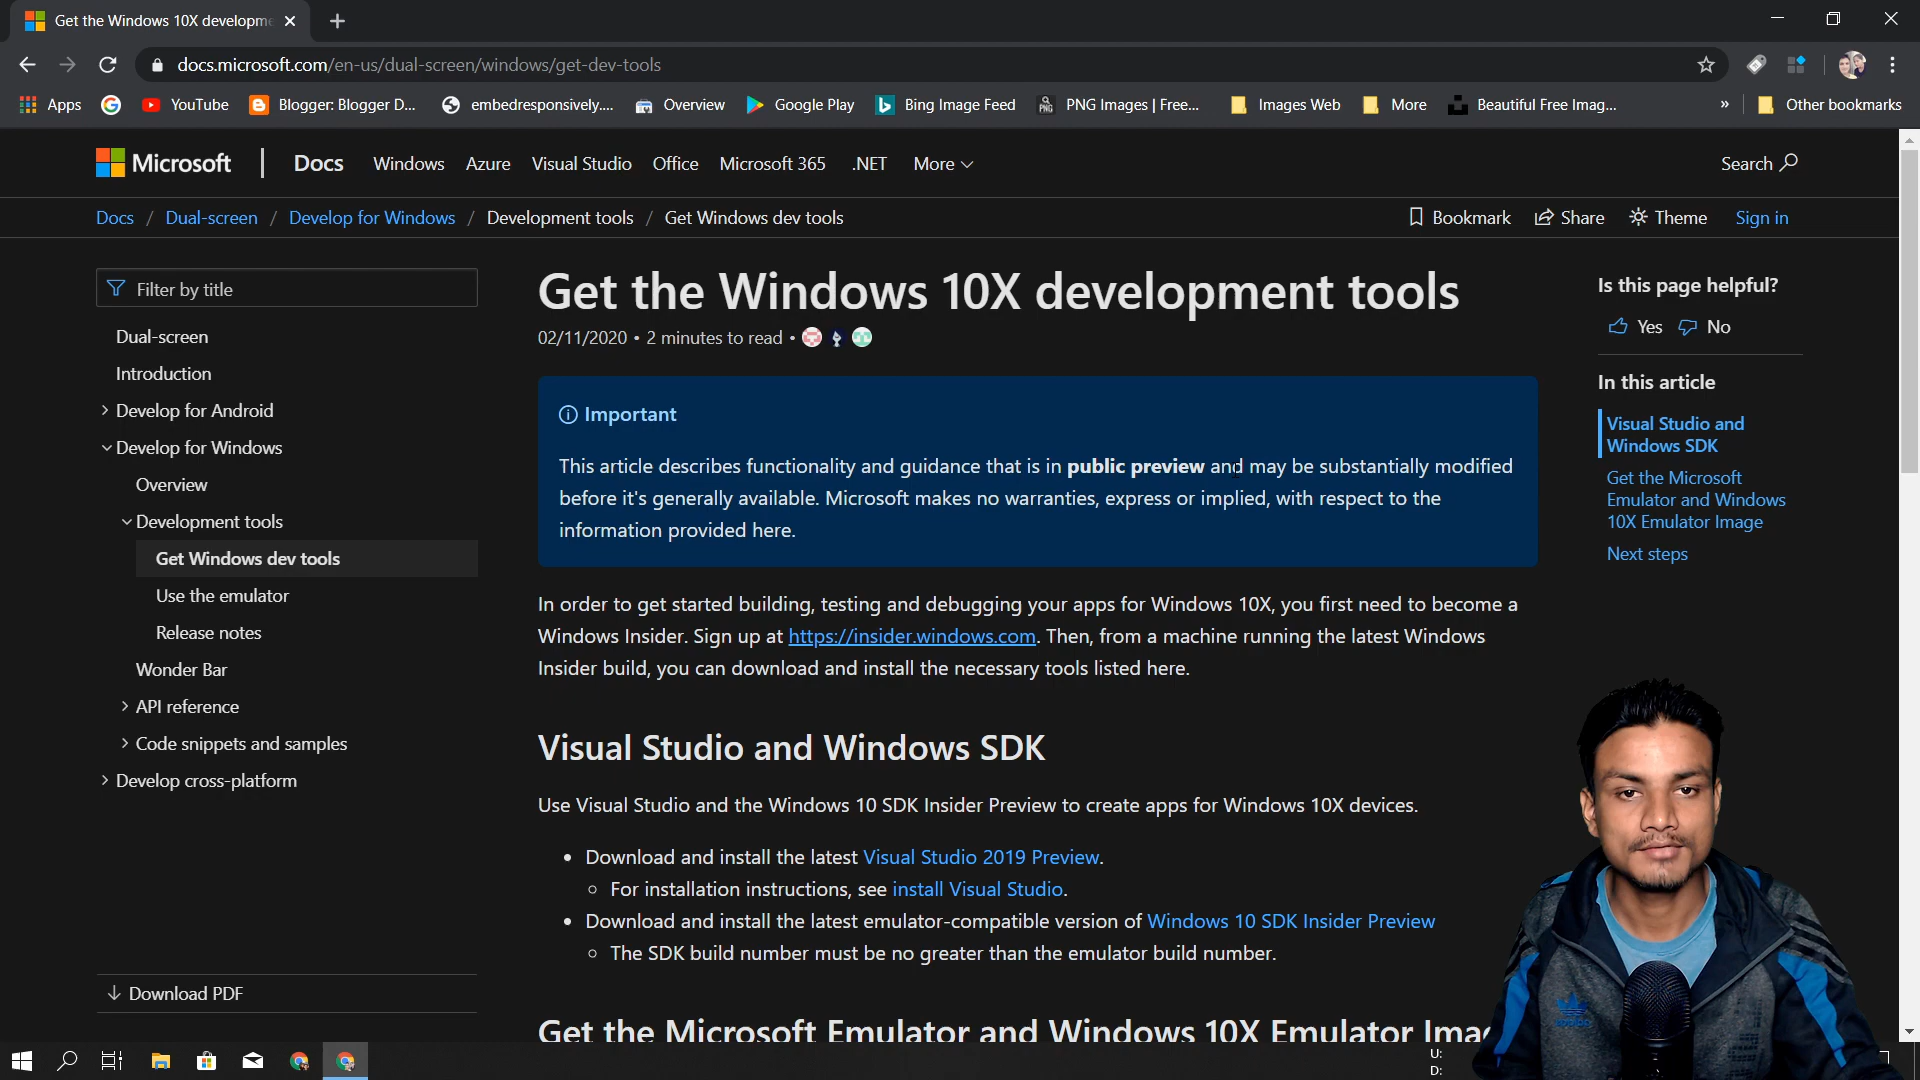 Get the Windows 10X developme
docs.microsoft.com/en-us/dual-screen/windows/get-dev-tools
Apps
YouTube
Blogger: Blogger D...
embedresponsively....
Overview
Google Play
Bing Image Feed
PNG Images | Free...
Images Web
More
Beautiful Free Imag...
»
Other bookmarks
Microsoft
Docs
Windows
Azure
Visual Studio
Office
Microsoft 365
.NET
More
Search
Docs / Dual-screen / Develop for Windows / Development tools / Get Windows dev tools
Bookmark
Share
Theme
Sign in
Filter by title
Dual-screen
Introduction
Develop for Android
Develop for Windows
Overview
Development tools
Get Windows dev tools
Use the emulator
Release notes
Wonder Bar
API reference
Code snippets and samples
Develop cross-platform
Download PDF
Get the Windows 10X development tools
02/11/2020 • 2 minutes to read •
Important
This article describes functionality and guidance that is in public preview and may be substantially modified
before it's generally available. Microsoft makes no warranties, express or implied, with respect to the
information provided here.
In order to get started building, testing and debugging your apps for Windows 10X, you first need to become a
Windows Insider. Sign up at https://insider.windows.com. Then, from a machine running the latest Windows
Insider build, you can download and install the necessary tools listed here.
Visual Studio and Windows SDK
Use Visual Studio and the Windows 10 SDK Insider Preview to create apps for Windows 10X devices.
• Download and install the latest Visual Studio 2019 Preview.
For installation instructions, see install Visual Studio.
• Download and install the latest emulator-compatible version of Windows 10 SDK Insider Preview
The SDK build number must be no greater than the emulator build number.
Get the Microsoft Emulator and Windows 10X Emulator Imag
Is this page helpful?
Yes
No
In this article
Visual Studio and
Windows SDK
Get the Microsoft
Emulator and Windows
10X Emulator Image
Next steps
adidas
U:
D: